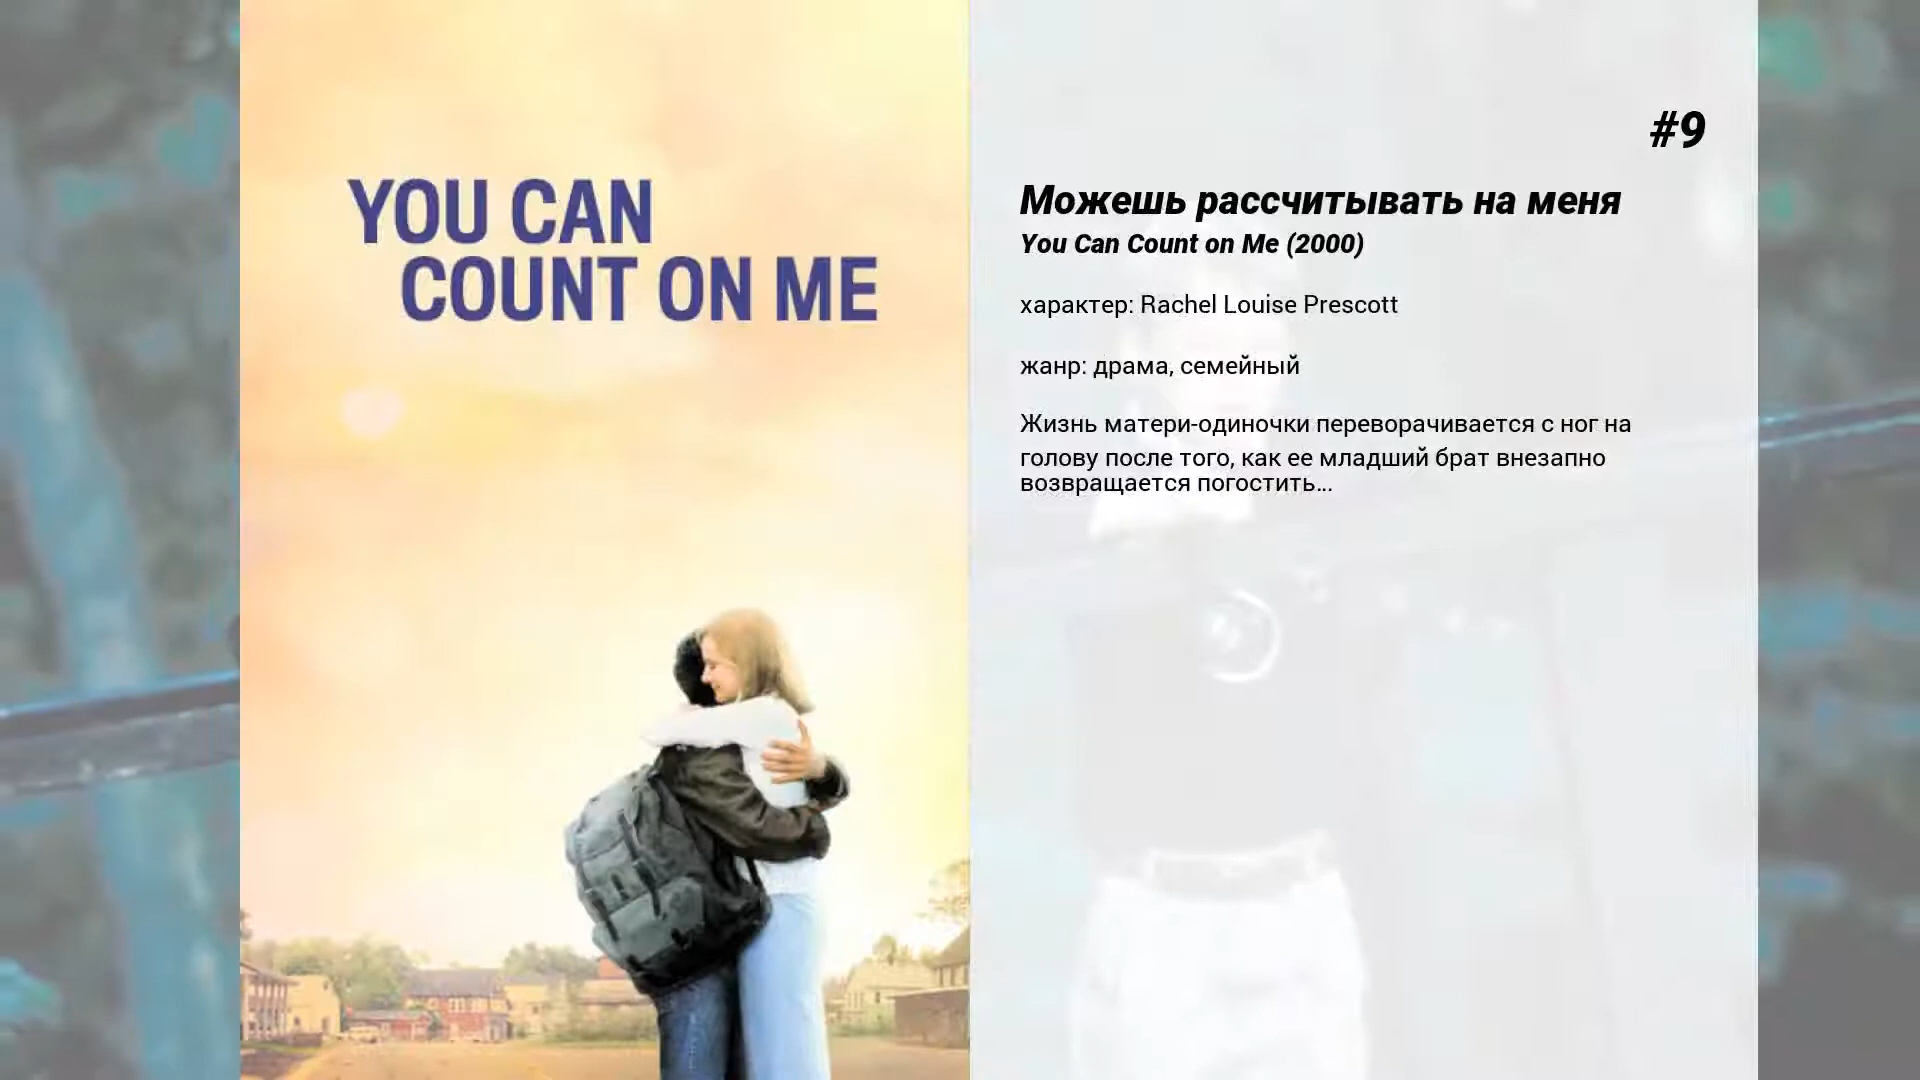 YOU CAN
COUNT ON ME
#9
Можешь рассчитывать на меня
You Can Count on Me (2000)
характер: Rachel Louise Prescott
жанр: драма, семейный
Жизнь матери-одиночки переворачивается с ног на
голову после того, как ее младший брат внезапно
возвращается погостить...